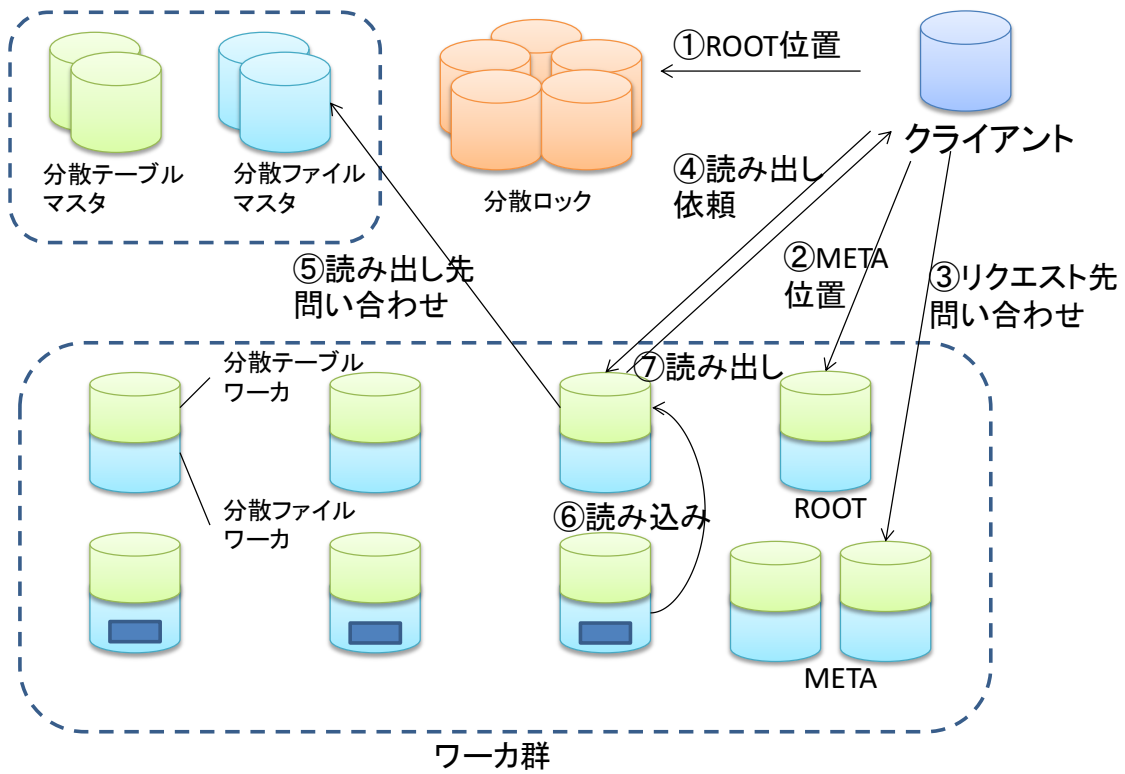 ①ROOT位置
クライアント
分散テーブル
マスタ
分散ファイル
マスタ
分散ロック
④読み出し
依頼
②META
位置
③リクエスト先
問い合わせ
⑤読み出し先
問い合わせ
分散テーブル
ワーカ
⑦読み出し
分散ファイル
ワーカ
⑥読み込み
ROOT
META
ワーカ群